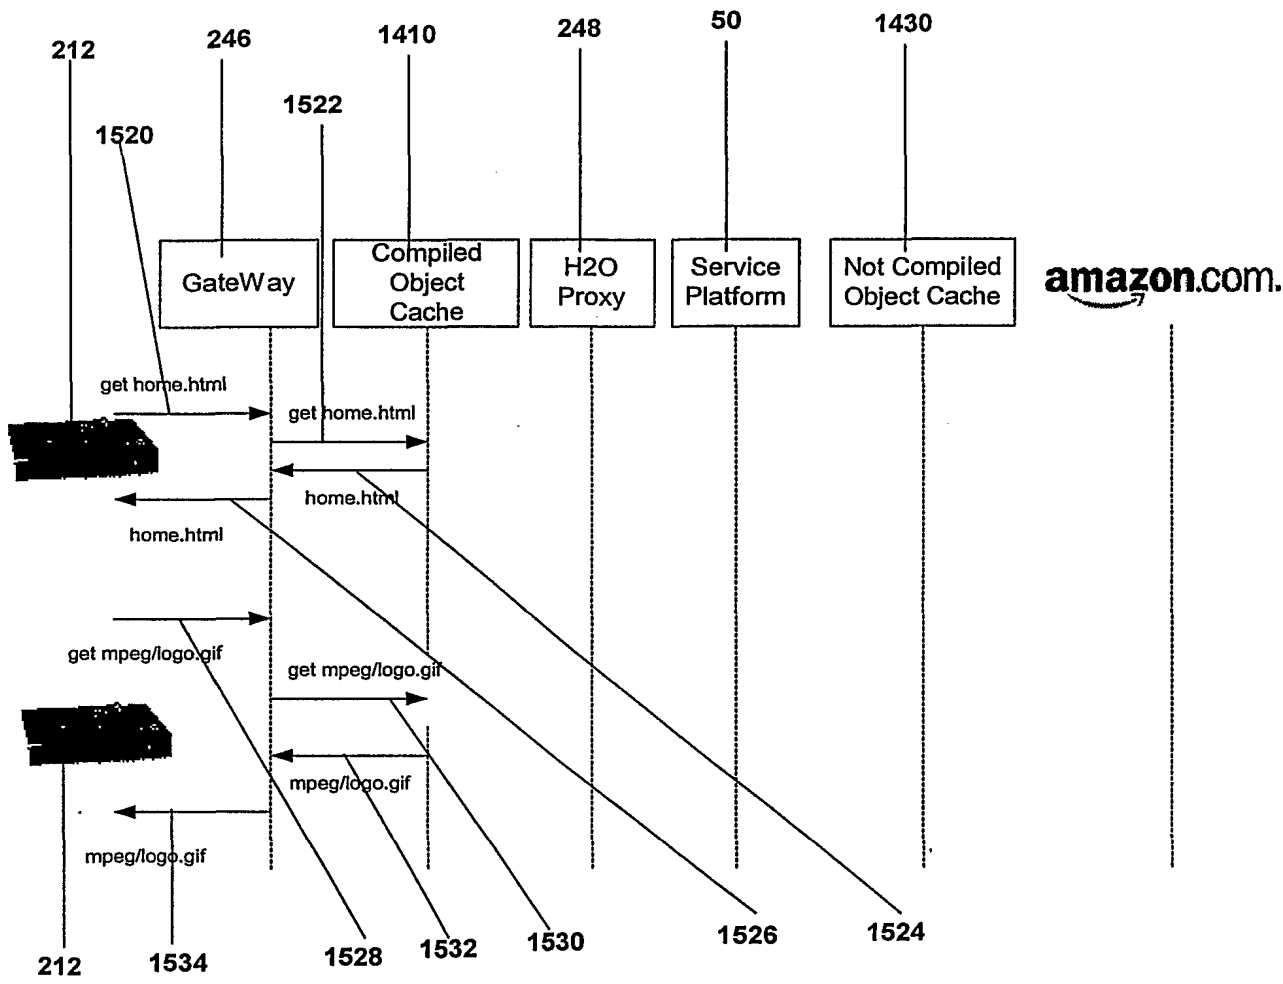 212
246
1410
248
50
1430
1520
1522
GateWay
Compiled
Object
Cache
H2O
Proxy
Service
Platform
Not Compiled
Object Cache
amazon.com.
get home.html
get home.html
home.html
home.html
get mpeg/logo.gif
get mpeg/logo.gif
mpeg/logo.gif
mpeg/logo.gif
212
1534
1528
1532
1530
1526
1524